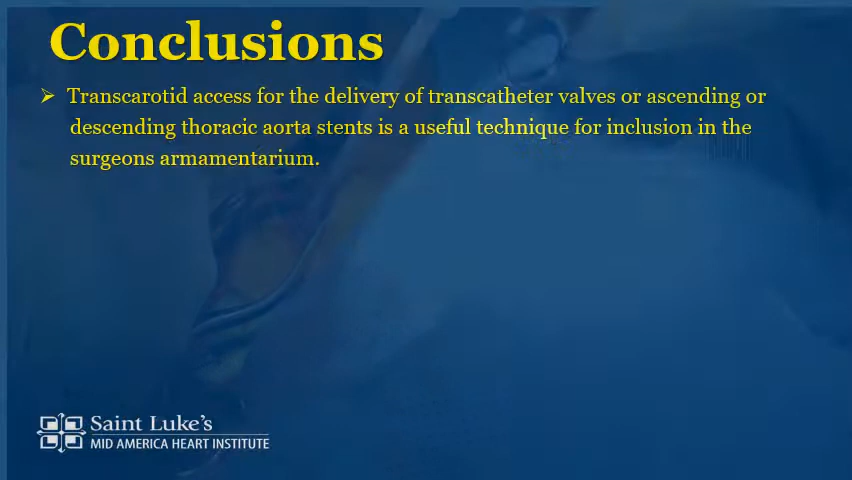 Conclusions
➢ Transcarotid access for the delivery of transcatheter valves or ascending or
descending thoracic aorta stents is a useful technique for inclusion in the
surgeons armamentarium.
Saint Luke's
MID AMERICA HEART INSTITUTE